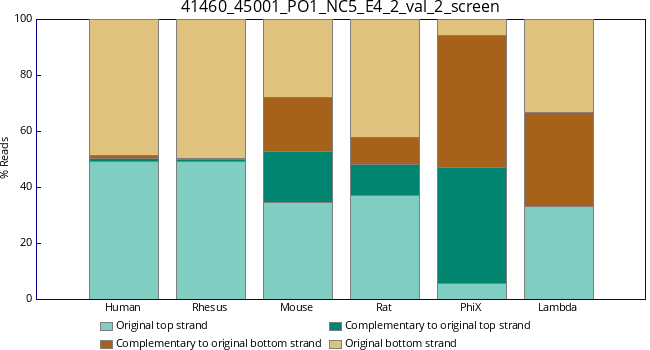 41460_45001_PO1_NC5_E4_2_val_2_screen
100
80
60
40
20
0
% Reads
Human Rhesus Mouse Rat PhiX Lambda
Original top strand Complementary to original top strand
Complementary to original bottom strand Original bottom strand